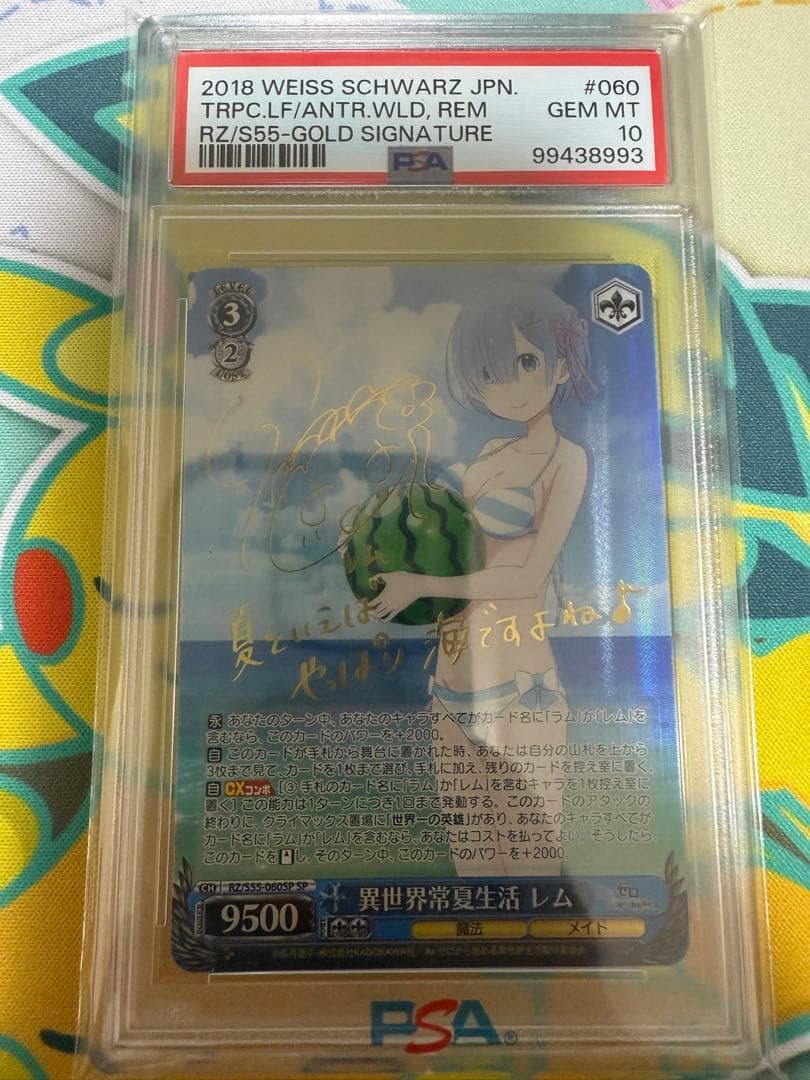 2018 WEISS SCHWARZ JPN. #060
TRPC.LF/ANTR.WLD, REM GEM MT
RZ/S55-GOLD SIGNATURE 10
PSA 99438993
LEVEL
3
2
COST
夏といえば
やっぱり 海ですよね♪
永 あなたのターン中、あなたのキャラすべてがカード名に「ラム」か「レム」を
含むなら、このカードのパワーを+2000。
自 このカードが手札から舞台に置かれた時、あなたは自分の山札を上から
3枚まで見て、カードを1枚まで選び、手札に加え、残りのカードを控え室に置く。
自 CXコンボ [③ 手札のカード名に「ラム」か「レム」を含むキャラを1枚控え室に
置く] この能力は1ターンにつき1回まで発動する。このカードのアタックの
終わりに、クライマックス置場に「世界一の英雄」があり、あなたのキャラすべてが
カード名に「ラム」か「レム」を含むなら、あなたはコストを払ってよい。そうしたら、
このカードを し、そのターン中、このカードのパワーを+2000。
CH RZ/S55-060SP SP
9500
異世界常夏生活 レム
魔法 メイド
PSA